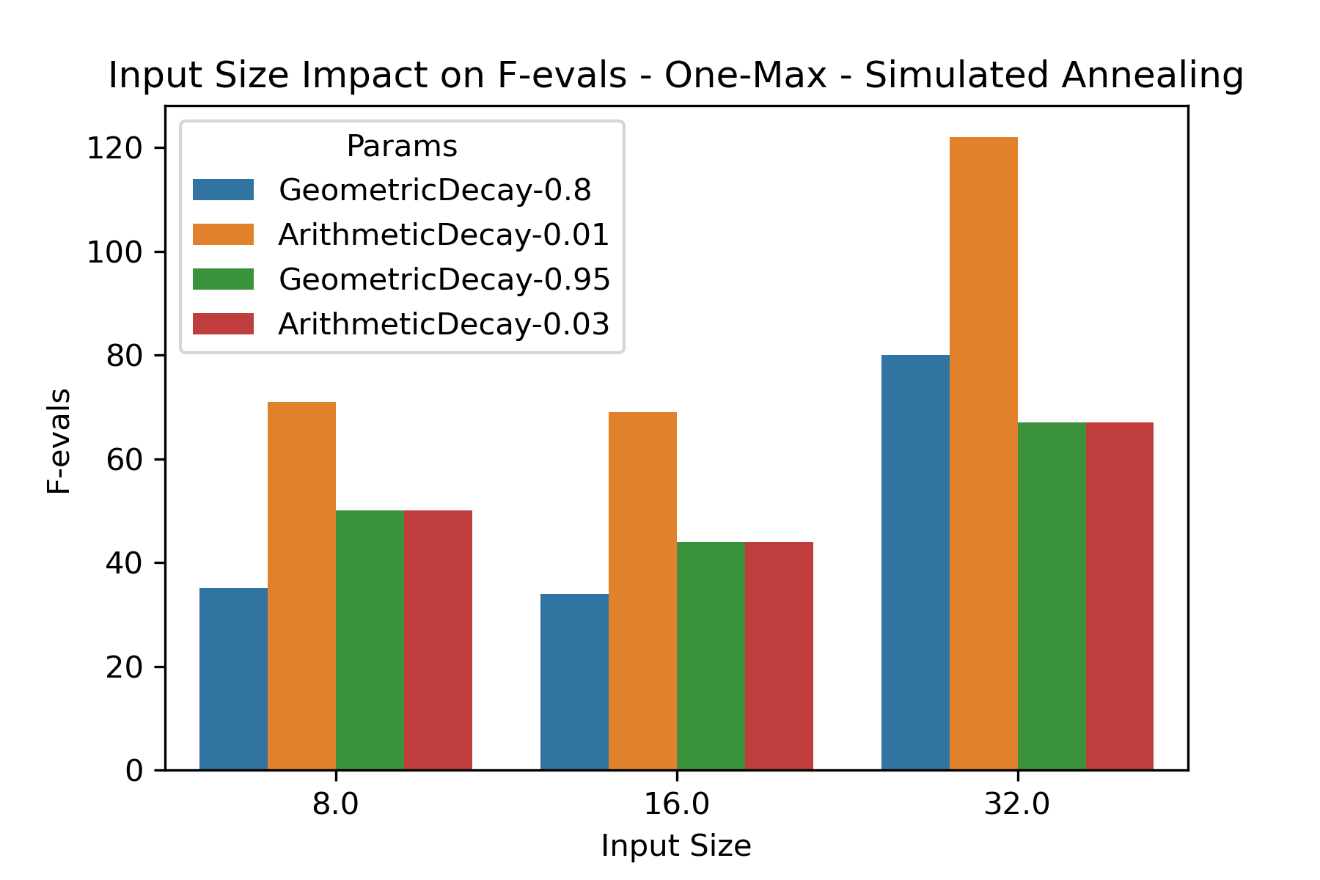 Input Size Impact on F-evals - One-Max - Simulated Annealing
Params
GeometricDecay-0.8
ArithmeticDecay-0.01
GeometricDecay-0.95
ArithmeticDecay-0.03
F-evals
120
100
80
60
40
20
0
8.0
16.0
32.0
Input Size